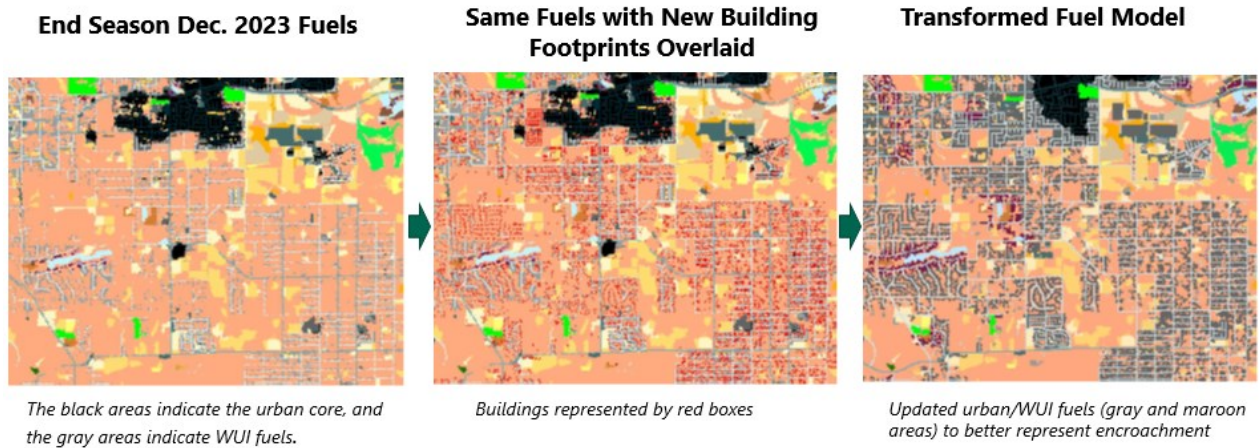 End Season Dec. 2023 Fuels
Same Fuels with New Building
Footprints Overlaid
Transformed Fuel Model
The black areas indicate the urban core, and
the gray areas indicate WUI fuels.
Buildings represented by red boxes
Updated urban/WUI fuels (gray and maroon
areas) to better represent encroachment